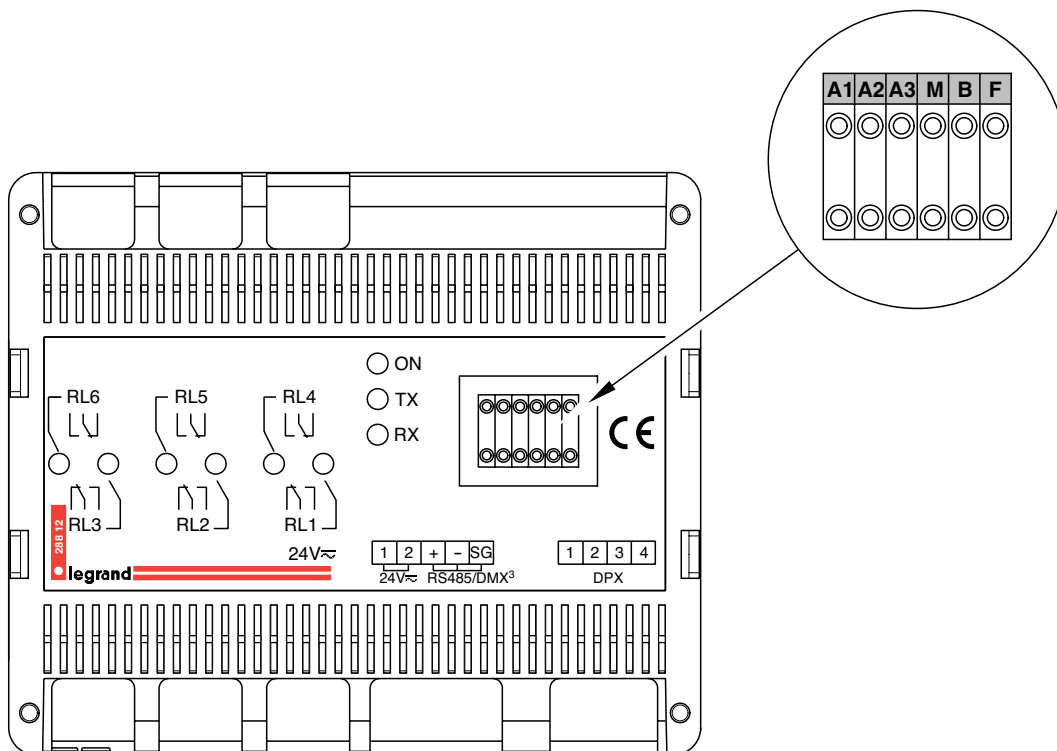 A1 A2 A3 M B F
ON
TX
RX
RL6 RL5 RL4
RL3 RL2 RL1
CE
288 12
legrand
24V⎓
1 2 + − SG
24V⎓ RS485/DMX³
1 2 3 4
DPX